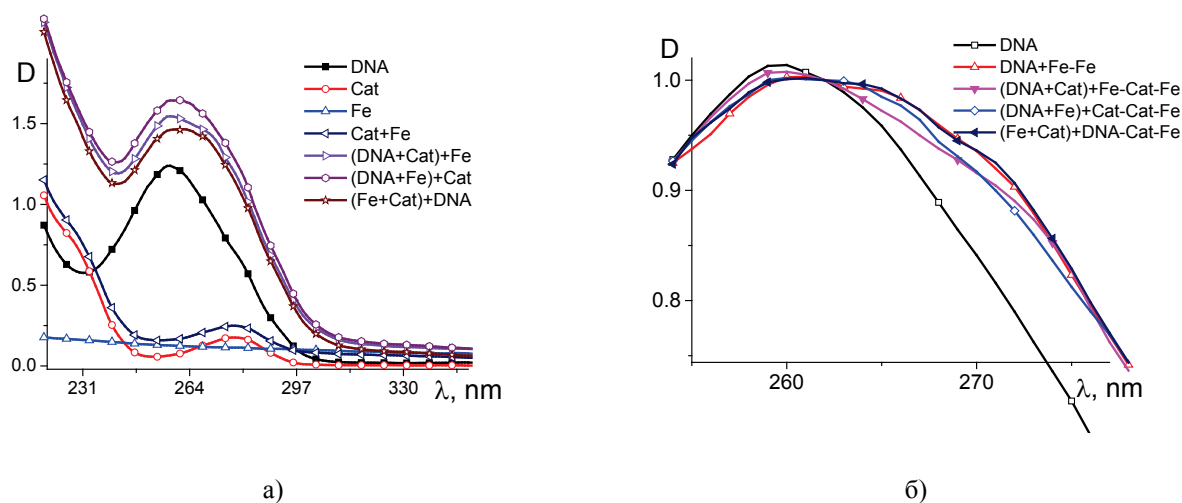 D
DNA
Cat
Fe
Cat+Fe
(DNA+Cat)+Fe
(DNA+Fe)+Cat
(Fe+Cat)+DNA
1.5
1.0
0.5
0.0
231
264
297
330
λ, nm
а)
D
DNA
DNA+Fe-Fe
(DNA+Cat)+Fe-Cat-Fe
(DNA+Fe)+Cat-Cat-Fe
(Fe+Cat)+DNA-Cat-Fe
1.0
0.9
0.8
260
270
λ, nm
б)